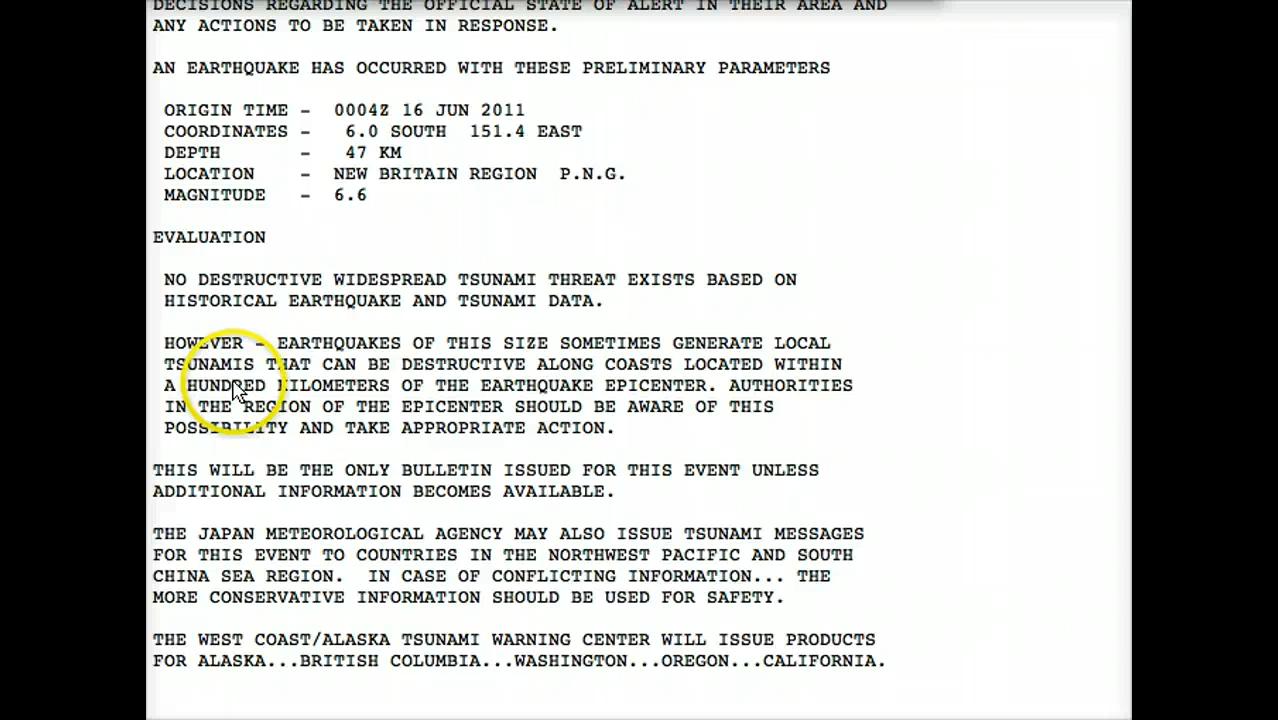 DECISIONS REGARDING THE OFFICIAL STATE OF ALERT IN THEIR AREA AND
ANY ACTIONS TO BE TAKEN IN RESPONSE.
AN EARTHQUAKE HAS OCCURRED WITH THESE PRELIMINARY PARAMETERS
ORIGIN TIME - 0004Z 16 JUN 2011
COORDINATES - 6.0 SOUTH 151.4 EAST
DEPTH - 47 KM
LOCATION - NEW BRITAIN REGION P.N.G.
MAGNITUDE - 6.6
EVALUATION
NO DESTRUCTIVE WIDESPREAD TSUNAMI THREAT EXISTS BASED ON
HISTORICAL EARTHQUAKE AND TSUNAMI DATA.
HOWEVER - EARTHQUAKES OF THIS SIZE SOMETIMES GENERATE LOCAL
TSUNAMIS THAT CAN BE DESTRUCTIVE ALONG COASTS LOCATED WITHIN
A HUNDRED KILOMETERS OF THE EARTHQUAKE EPICENTER. AUTHORITIES
IN THE REGION OF THE EPICENTER SHOULD BE AWARE OF THIS
POSSIBILITY AND TAKE APPROPRIATE ACTION.
THIS WILL BE THE ONLY BULLETIN ISSUED FOR THIS EVENT UNLESS
ADDITIONAL INFORMATION BECOMES AVAILABLE.
THE JAPAN METEOROLOGICAL AGENCY MAY ALSO ISSUE TSUNAMI MESSAGES
FOR THIS EVENT TO COUNTRIES IN THE NORTHWEST PACIFIC AND SOUTH
CHINA SEA REGION. IN CASE OF CONFLICTING INFORMATION... THE
MORE CONSERVATIVE INFORMATION SHOULD BE USED FOR SAFETY.
THE WEST COAST/ALASKA TSUNAMI WARNING CENTER WILL ISSUE PRODUCTS
FOR ALASKA...BRITISH COLUMBIA...WASHINGTON...OREGON...CALIFORNIA.